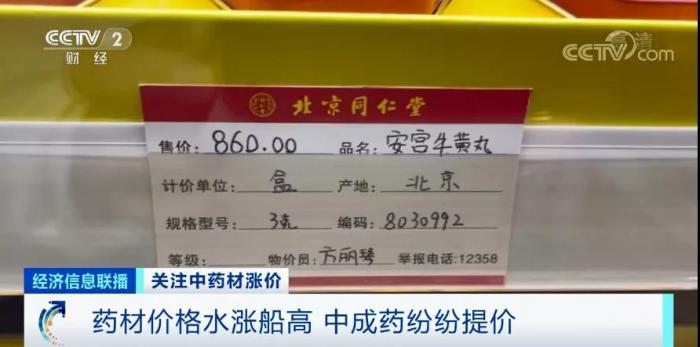 CCTV 2
财经
高清
CCTV.com
北京同仁堂
售价: 860.00 品名: 安宫牛黄丸
计价单位: 盒 产地: 北京
规格型号: 3克 编码: 8030992
等级: 物价员: 方丽琴 举报电话:12358
经济信息联播 关注中药材涨价
药材价格水涨船高 中成药纷纷提价